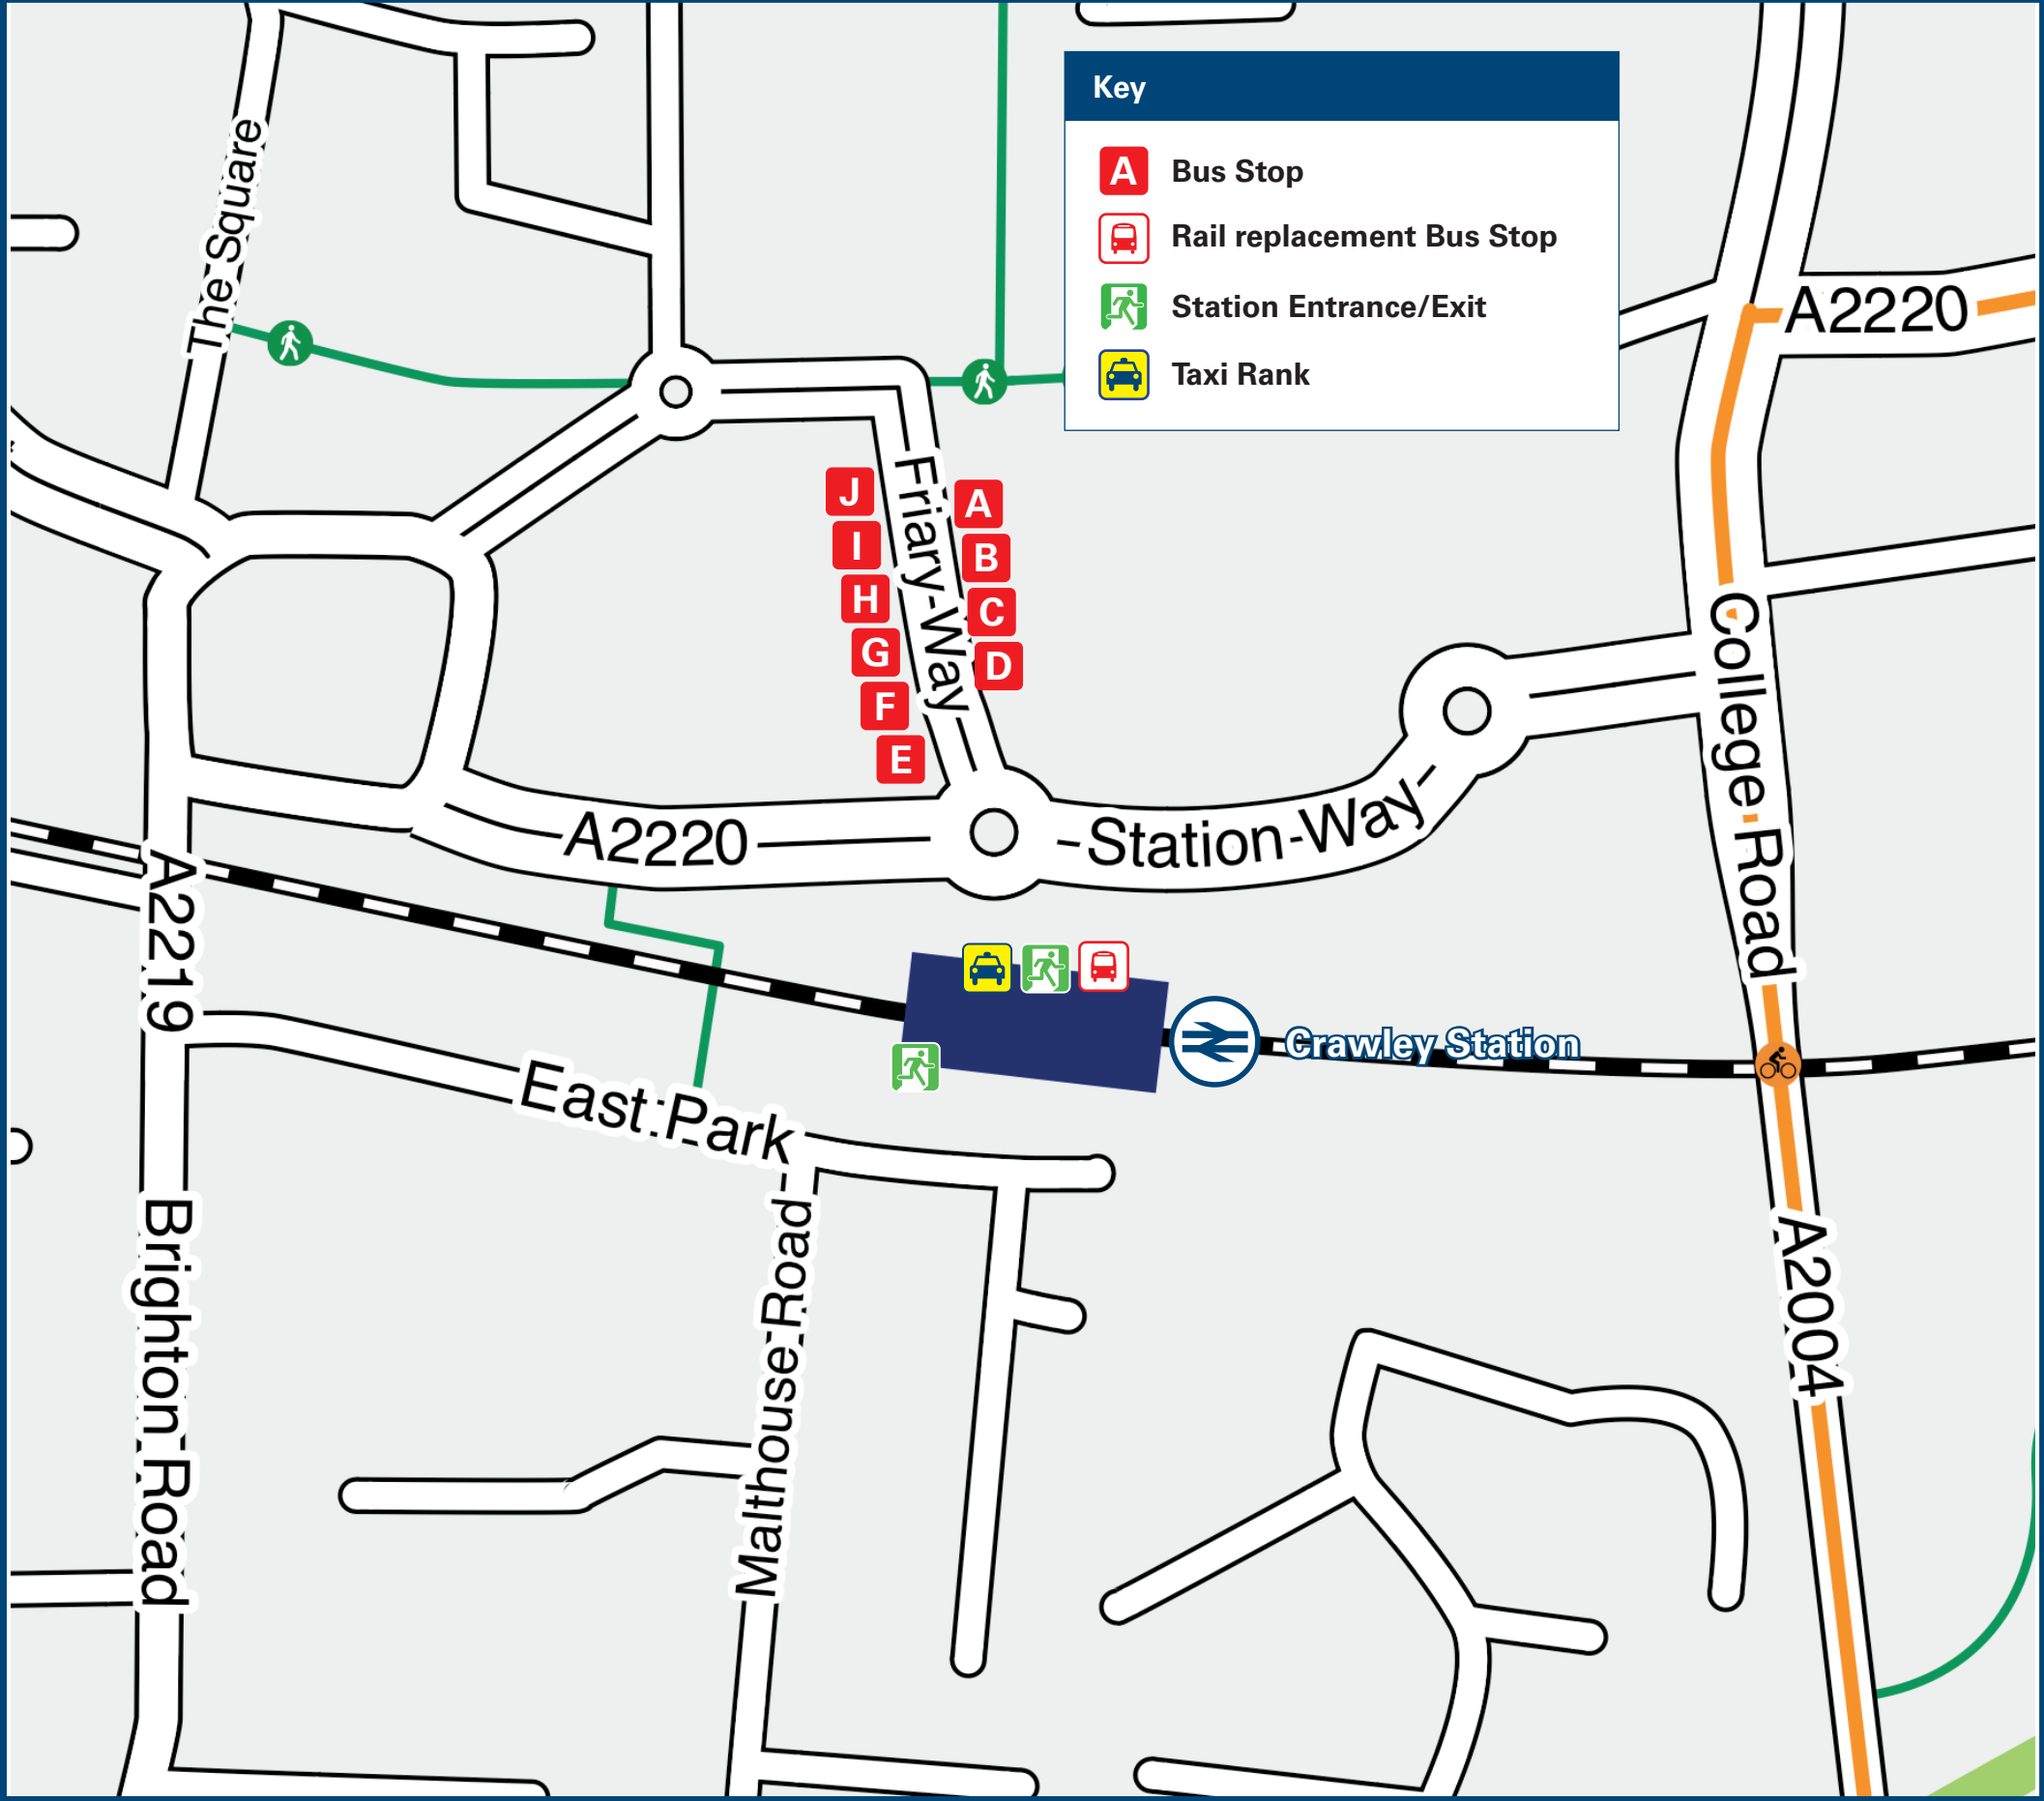 Key
A Bus Stop
Rail replacement Bus Stop
Station Entrance/Exit
Taxi Rank
The Square
A2220
J
A
I
B
H
C
G
D
F
E
Friary Way
College Road
A2220
Station Way
A2219
Crawley Station
East Park
Malthouse Road
Brighton Road
A2004